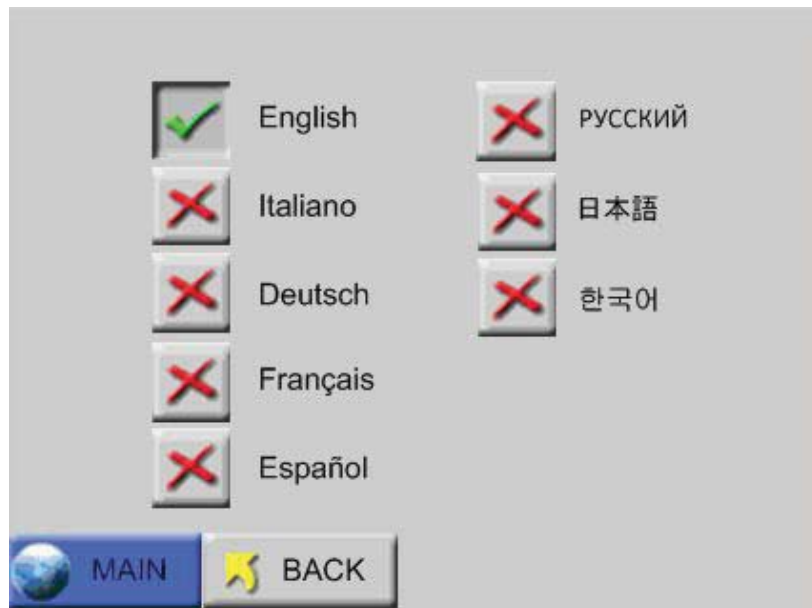 English
Italiano
Deutsch
Français
Español
РУССКИЙ
日本語
한국어
MAIN
BACK